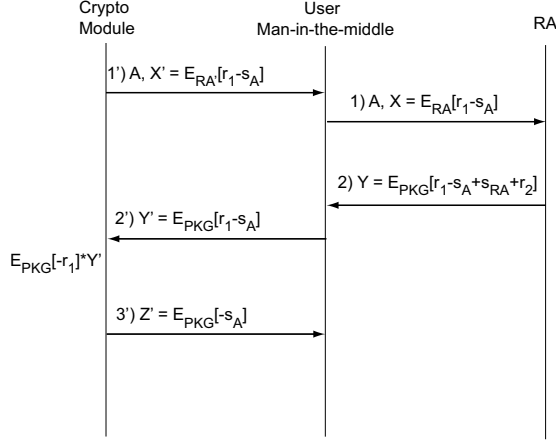 Crypto
Module
User
Man-in-the-middle
RA
1') A, X' = E_RA'[r_1-s_A]
1) A, X = E_RA[r_1-s_A]
2) Y = E_PKG[r_1-s_A+s_RA+r_2]
2') Y' = E_PKG[r_1-s_A]
E_PKG[-r_1]*Y'
3') Z' = E_PKG[-s_A]